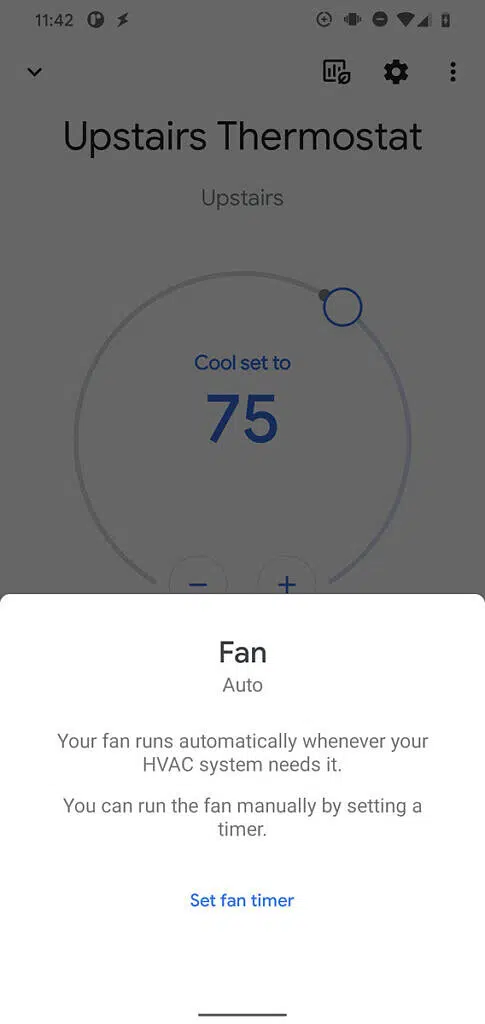 11:42
Upstairs Thermostat
Upstairs
Cool set to
75
− +
Fan
Auto
Your fan runs automatically whenever your
HVAC system needs it.
You can run the fan manually by setting a
timer.
Set fan timer